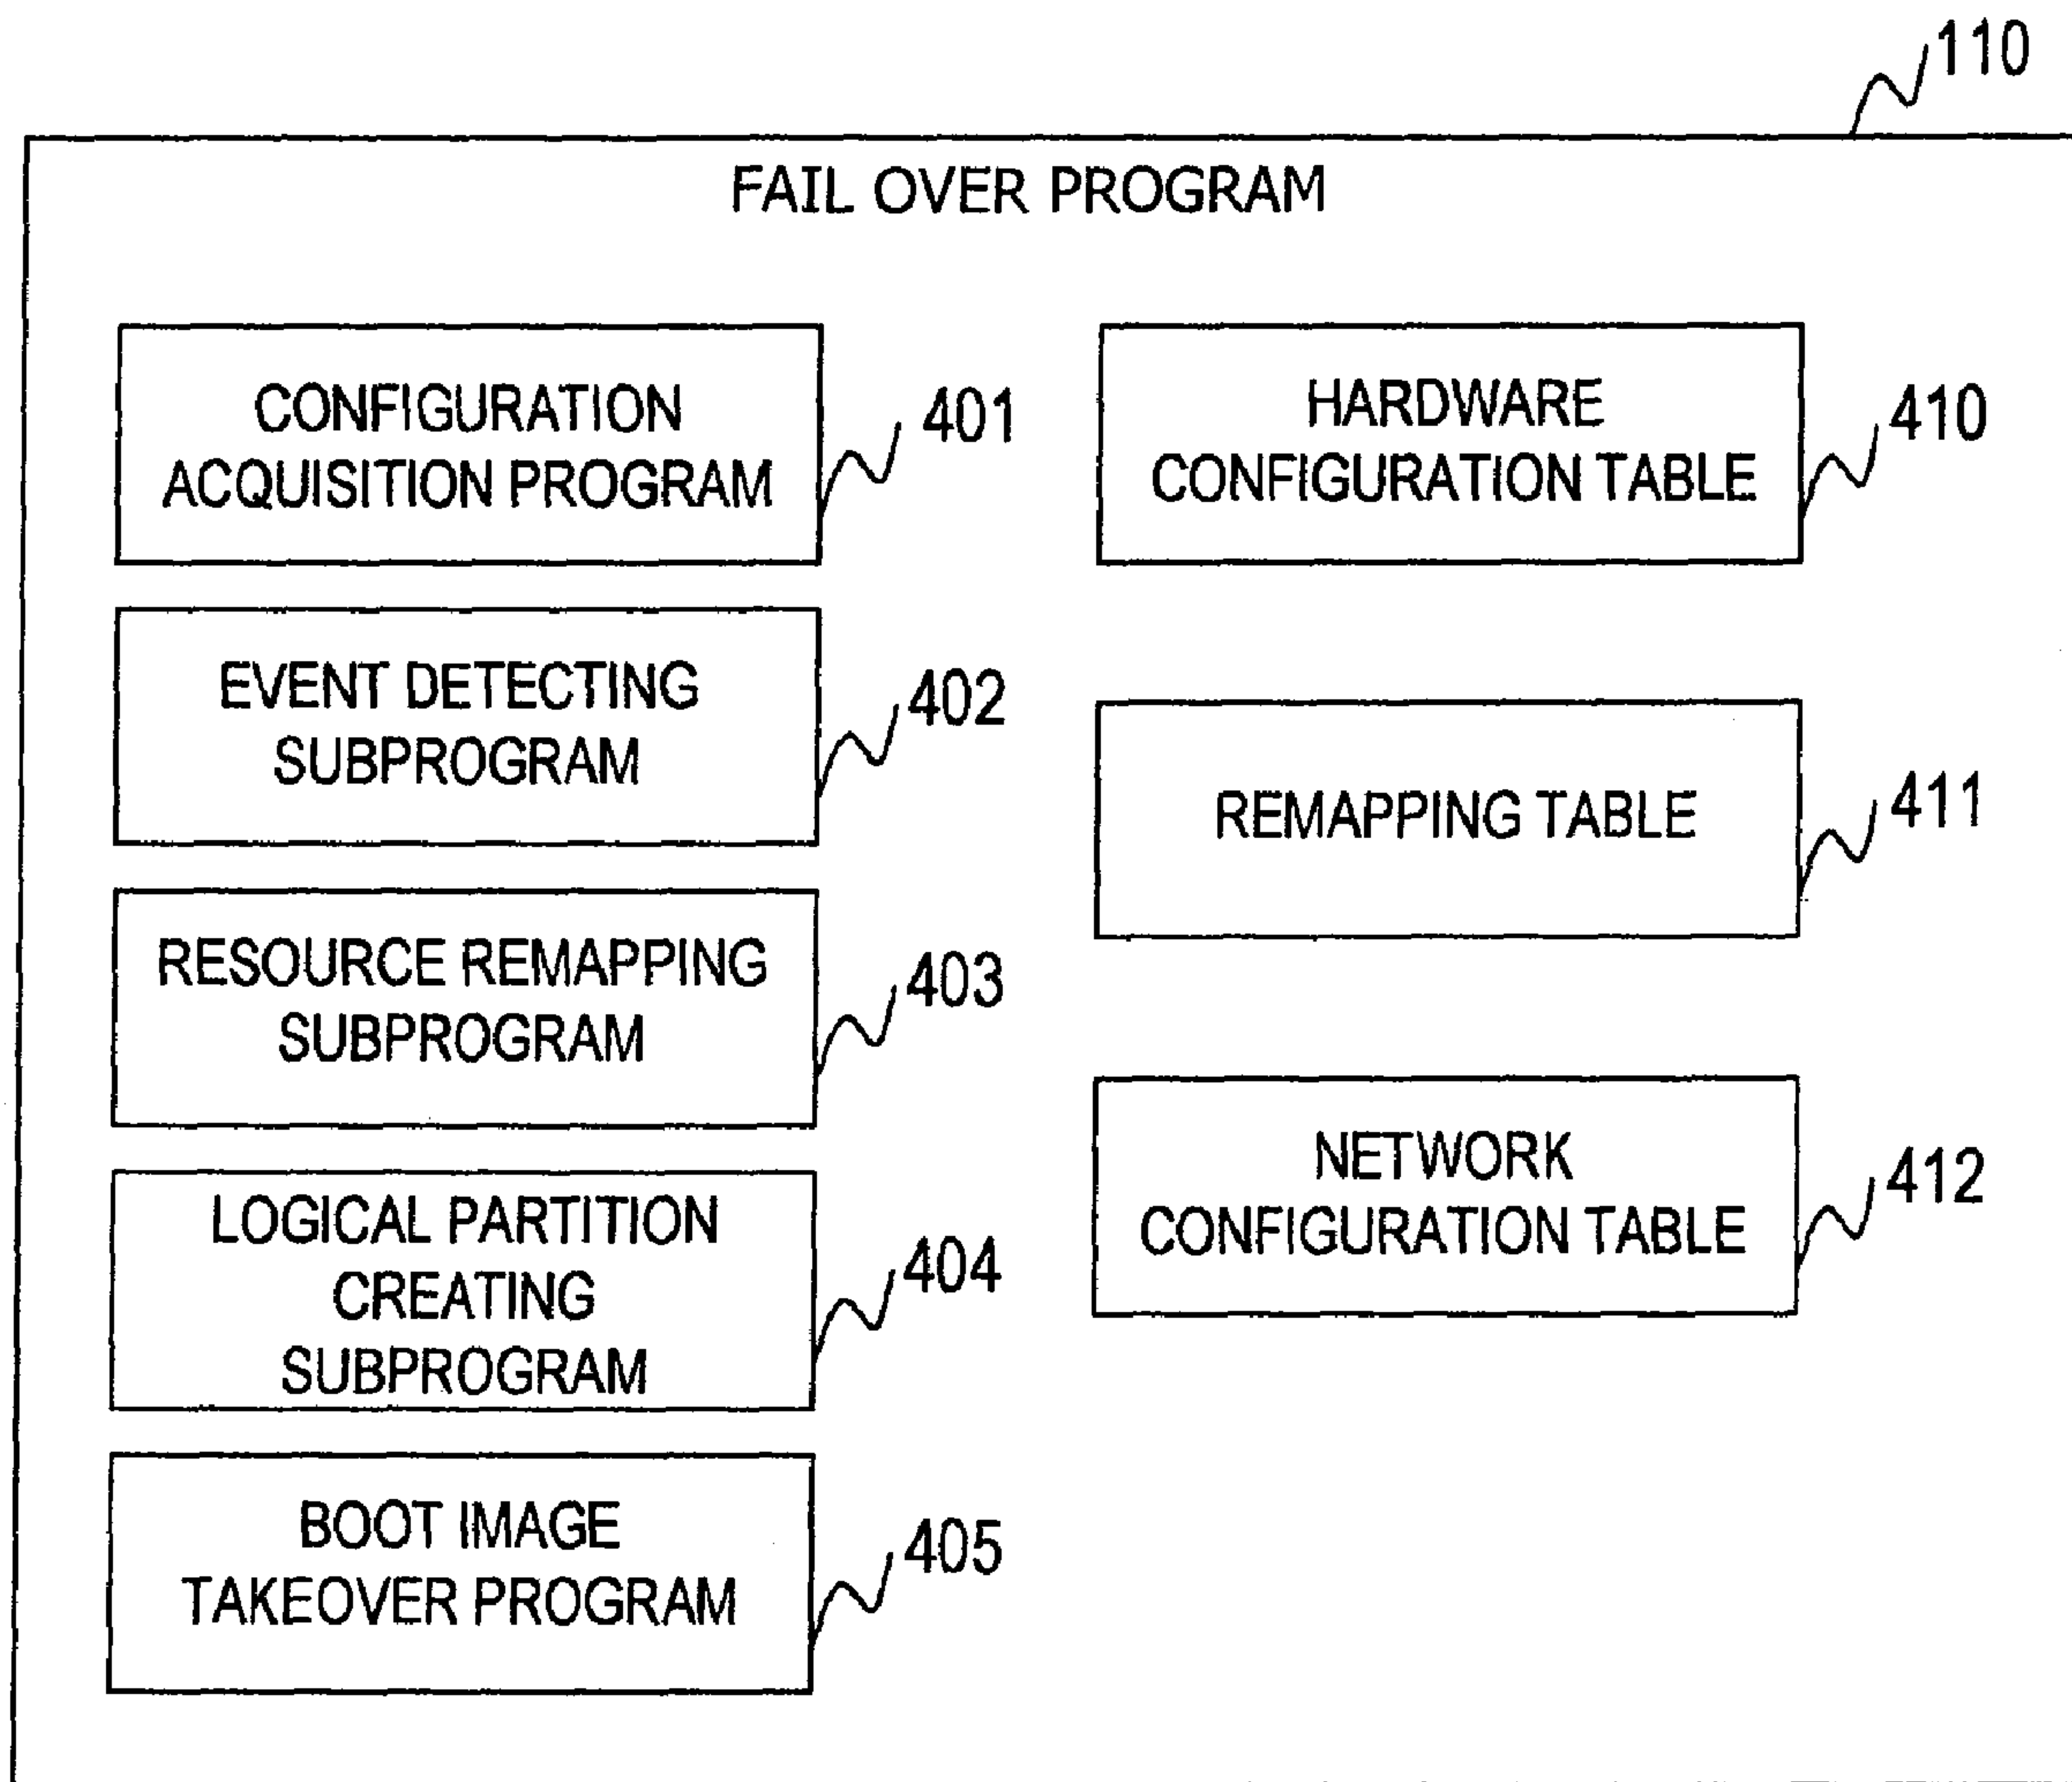 110
FAIL OVER PROGRAM
CONFIGURATION
ACQUISITION PROGRAM
401
EVENT DETECTING
SUBPROGRAM
402
RESOURCE REMAPPING
SUBPROGRAM
403
LOGICAL PARTITION
CREATING
SUBPROGRAM
404
BOOT IMAGE
TAKEOVER PROGRAM
405
HARDWARE
CONFIGURATION TABLE
410
REMAPPING TABLE
411
NETWORK
CONFIGURATION TABLE
412